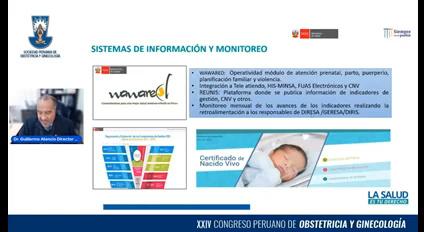 SOCIEDAD PERUANA DE
OBSTETRICIA Y GINECOLOGÍA
SISTEMAS DE INFORMACIÓN Y MONITOREO
wawared
• WAWARED: Operatividad módulo de atención prenatal, parto, puerperio, planificación familiar y violencia.
• Integración a Tele atiendo, HIS-MINSA, FUAS Electrónicos y CNV
• REUNIS: Plataforma donde se publica información de indicadores de gestión, CNV y otros.
• Monitoreo mensual de los avances de los indicadores realizando la retroalimentación a los responsables de DIRESA /GERESA/DIRIS.
Dr. Guillermo Atencio Director
Certificado de
Nacido Vivo
LA SALUD
ES TU DERECHO
XXIV CONGRESO PERUANO DE OBSTETRICIA Y GINECOLOGÍA